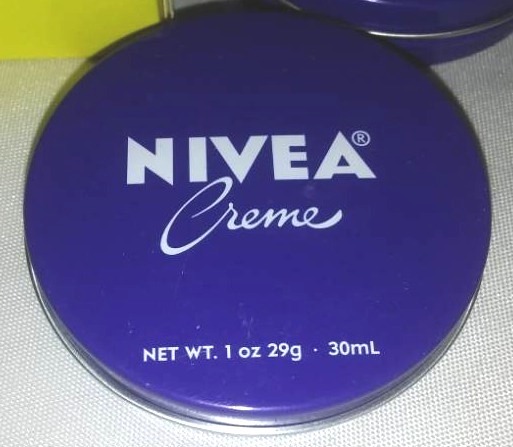 NIVEA®
Creme
NET WT. 1 oz 29g · 30mL